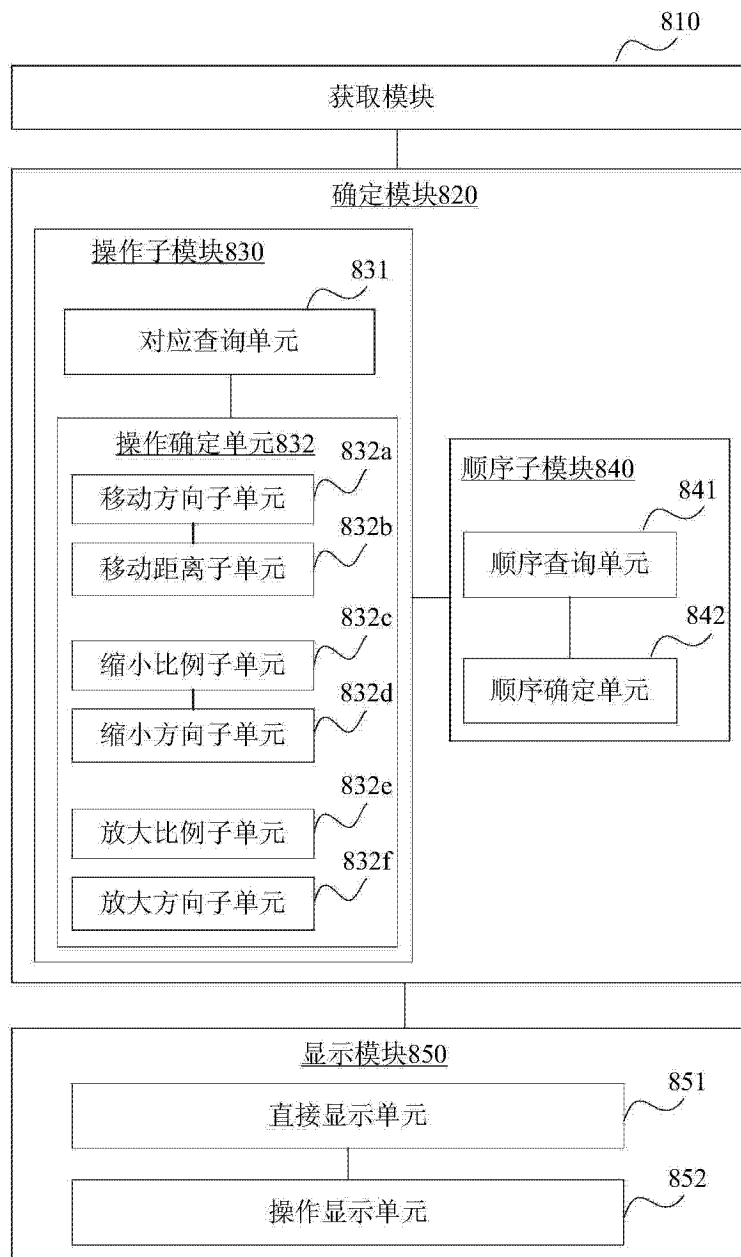 810
获取模块
确定模块820
操作子模块830
831
对应查询单元
操作确定单元832
832a
移动方向子单元
832b
移动距离子单元
832c
缩小比例子单元
832d
缩小方向子单元
832e
放大比例子单元
832f
放大方向子单元
顺序子模块840
841
顺序查询单元
842
顺序确定单元
显示模块850
851
直接显示单元
852
操作显示单元